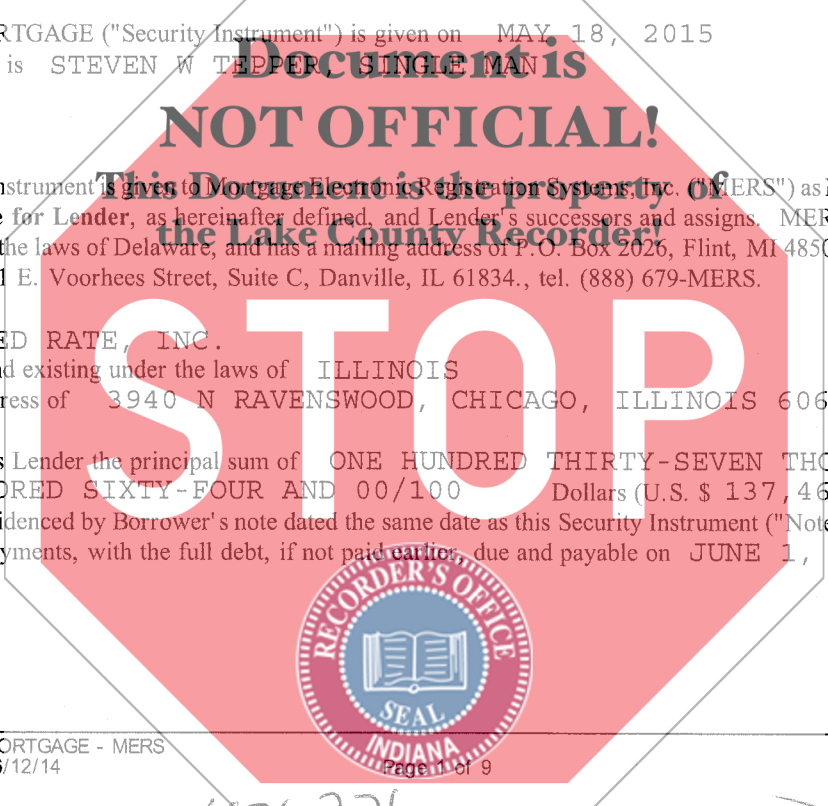 RTGAGE ("Security Instrument") is given on MAY 18, 2015
is STEVEN W TEPPER, SINGLE MAN
Document is
NOT OFFICIAL!
This Document is the property of
the Lake County Recorder!
nstrument is given to Mortgage Electronic Registration Systems, Inc. ("MERS") as
for Lender, as hereinafter defined, and Lender's successors and assigns. MER
the laws of Delaware, and has a mailing address of P.O. Box 2026, Flint, MI 4850
1 E. Voorhees Street, Suite C, Danville, IL 61834., tel. (888) 679-MERS.
STOP
ED RATE, INC.
d existing under the laws of ILLINOIS
ress of 3940 N RAVENSWOOD, CHICAGO, ILLINOIS 606
s Lender the principal sum of ONE HUNDRED THIRTY-SEVEN THO
DRED SIXTY-FOUR AND 00/100 Dollars (U.S. $ 137,46
idenced by Borrower's note dated the same date as this Security Instrument ("Note
yments, with the full debt, if not paid earlier, due and payable on JUNE 1,
RECORDER'S OFFICE
SEAL
INDIANA
ORTGAGE - MERS
/12/14
Page 1 of 9